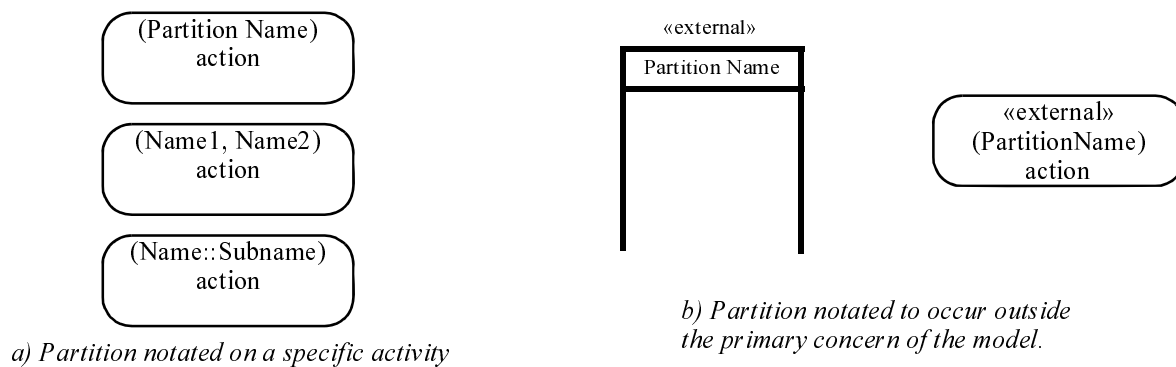 (Partition Name)
action
(Name1, Name2)
action
(Name::Subname)
action
a) Partition notated on a specific activity
«external»
Partition Name
«external»
(PartitionName)
action
b) Partition notated to occur outside
the primary concern of the model.